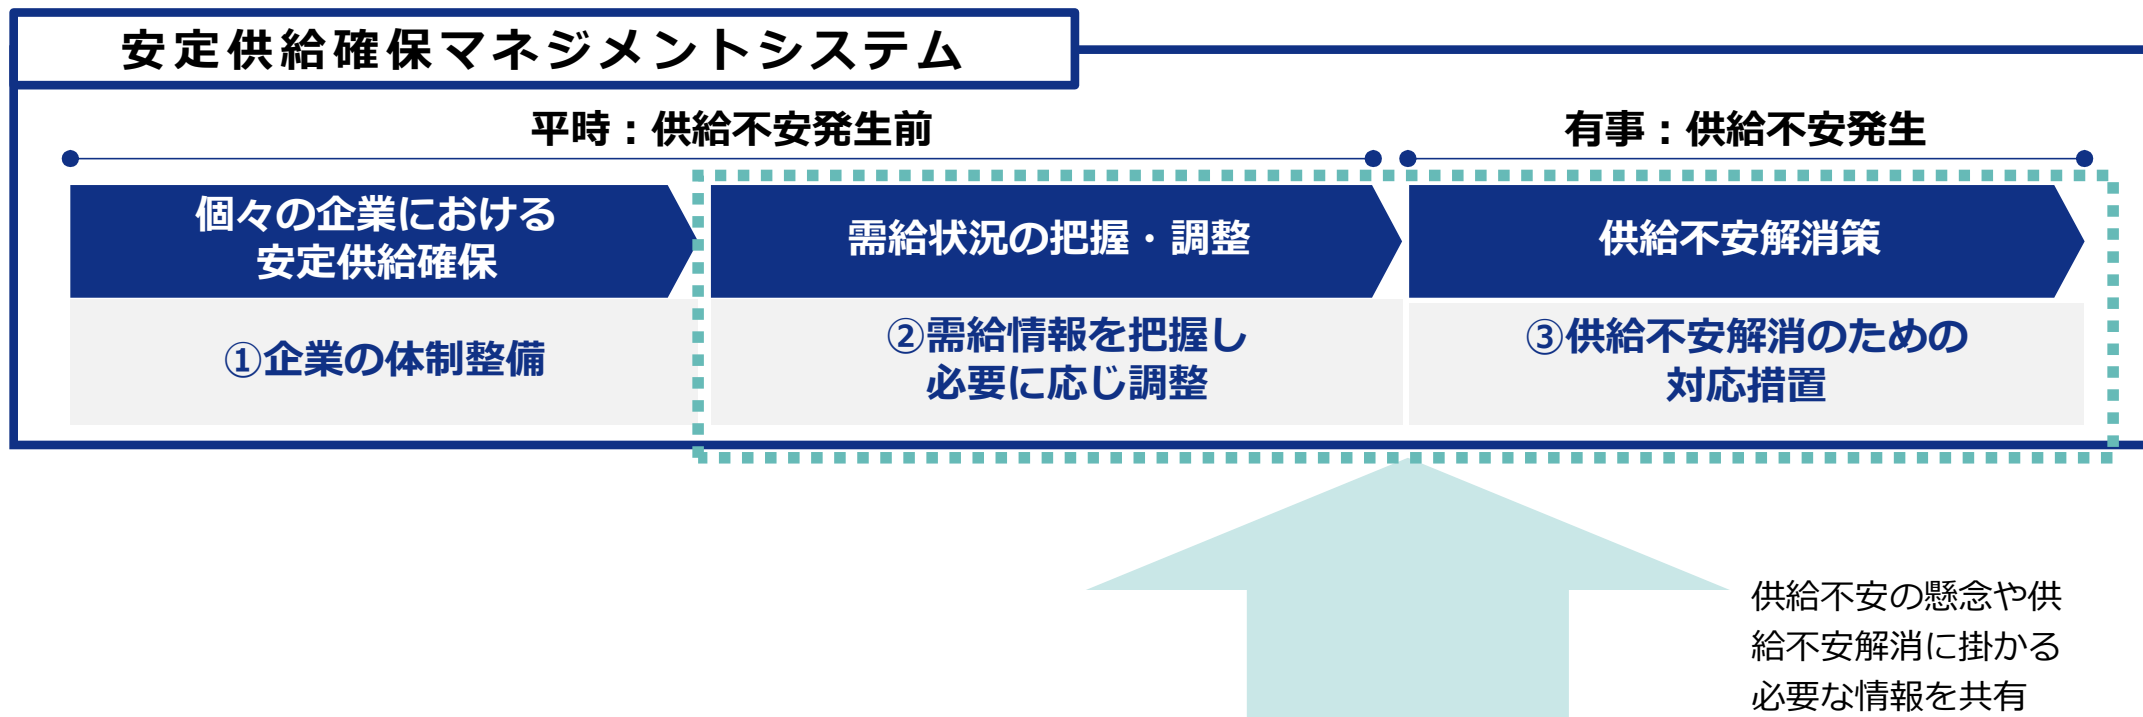 安定供給確保マネジメントシステム
平時：供給不安発生前
有事：供給不安発生
個々の企業における
安定供給確保
需給状況の把握・調整
供給不安解消策
①企業の体制整備
②需給情報を把握し
必要に応じ調整
③供給不安解消のための
対応措置
供給不安の懸念や供
給不安解消に掛かる
必要な情報を共有